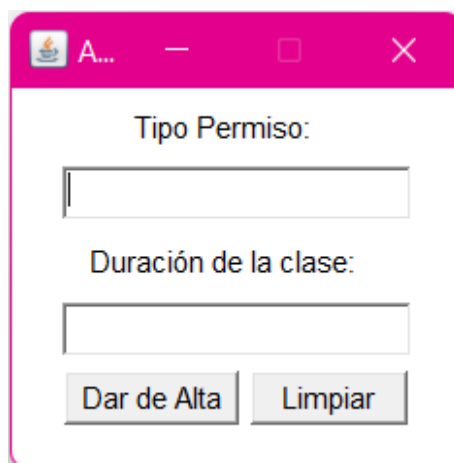 A...
Tipo Permiso:
Duración de la clase:
Dar de Alta Limpiar